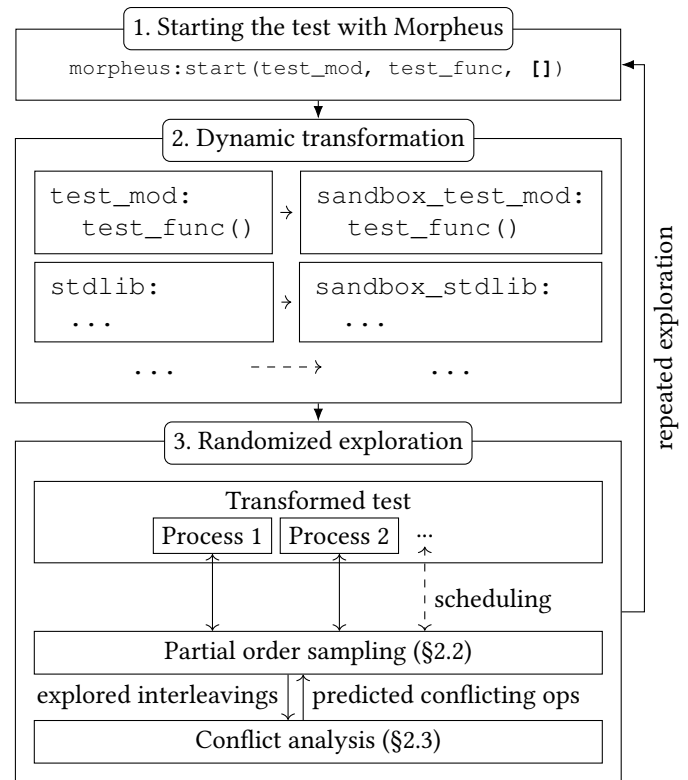 1. Starting the test with Morpheus
morpheus:start(test_mod, test_func, [])
2. Dynamic transformation
test_mod:
test_func()
→
sandbox_test_mod:
test_func()
stdlib:
...
→
sandbox_stdlib:
...
...
...
repeated exploration
3. Randomized exploration
Transformed test
Process 1
Process 2
...
scheduling
Partial order sampling (§2.2)
explored interleavings
predicted conflicting ops
Conflict analysis (§2.3)